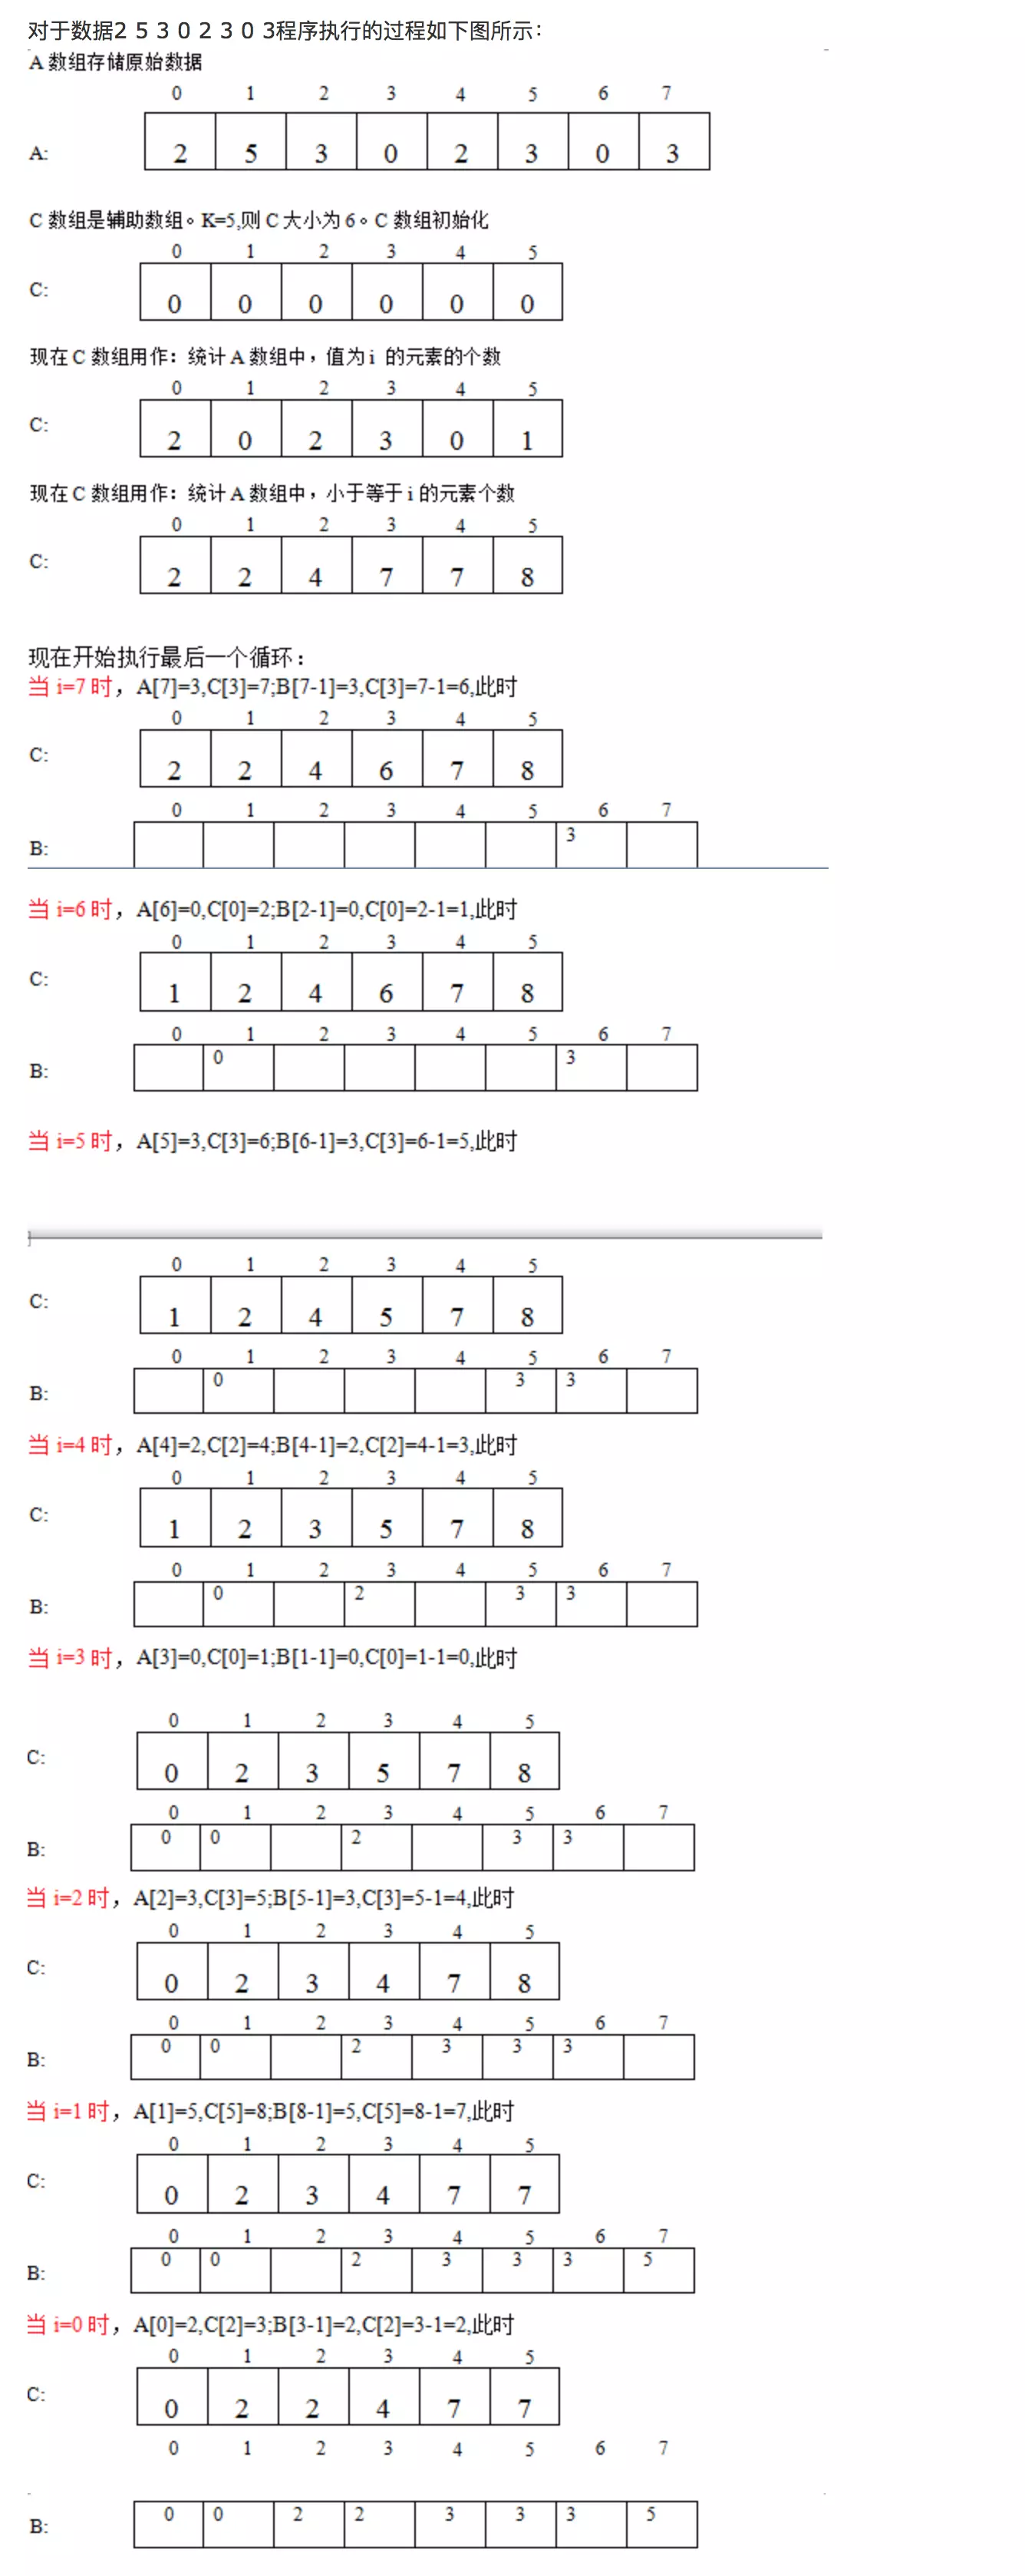 对于数据2 5 3 0 2 3 0 3程序执行的过程如下图所示：
A 数组存储原始数据
0 1 2 3 4 5 6 7
A: 2 5 3 0 2 3 0 3
C 数组是辅助数组。K=5,则 C 大小为 6。C 数组初始化
0 1 2 3 4 5
C: 0 0 0 0 0 0
现在 C 数组用作：统计 A 数组中，值为 i 的元素的个数
0 1 2 3 4 5
C: 2 0 2 3 0 1
现在 C 数组用作：统计 A 数组中，小于等于 i 的元素个数
0 1 2 3 4 5
C: 2 2 4 7 7 8
现在开始执行最后一个循环：
当 i=7 时，A[7]=3,C[3]=7;B[7-1]=3,C[3]=7-1=6,此时
0 1 2 3 4 5
C: 2 2 4 6 7 8
0 1 2 3 4 5 6 7
B: 3
当 i=6 时，A[6]=0,C[0]=2;B[2-1]=0,C[0]=2-1=1,此时
0 1 2 3 4 5
C: 1 2 4 6 7 8
0 1 2 3 4 5 6 7
B: 0 3
当 i=5 时，A[5]=3,C[3]=6;B[6-1]=3,C[3]=6-1=5,此时
0 1 2 3 4 5
C: 1 2 4 5 7 8
0 1 2 3 4 5 6 7
B: 0 3 3
当 i=4 时，A[4]=2,C[2]=4;B[4-1]=2,C[2]=4-1=3,此时
0 1 2 3 4 5
C: 1 2 3 5 7 8
0 1 2 3 4 5 6 7
B: 0 2 3 3
当 i=3 时，A[3]=0,C[0]=1;B[1-1]=0,C[0]=1-1=0,此时
0 1 2 3 4 5
C: 0 2 3 5 7 8
0 1 2 3 4 5 6 7
B: 0 0 2 3 3
当 i=2 时，A[2]=3,C[3]=5;B[5-1]=3,C[3]=5-1=4,此时
0 1 2 3 4 5
C: 0 2 3 4 7 8
0 1 2 3 4 5 6 7
B: 0 0 2 3 3 3
当 i=1 时，A[1]=5,C[5]=8;B[8-1]=5,C[5]=8-1=7,此时
0 1 2 3 4 5
C: 0 2 3 4 7 7
0 1 2 3 4 5 6 7
B: 0 0 2 3 3 3 5
当 i=0 时，A[0]=2,C[2]=3;B[3-1]=2,C[2]=3-1=2,此时
0 1 2 3 4 5
C: 0 2 2 4 7 7
0 1 2 3 4 5 6 7
B: 0 0 2 2 3 3 3 5